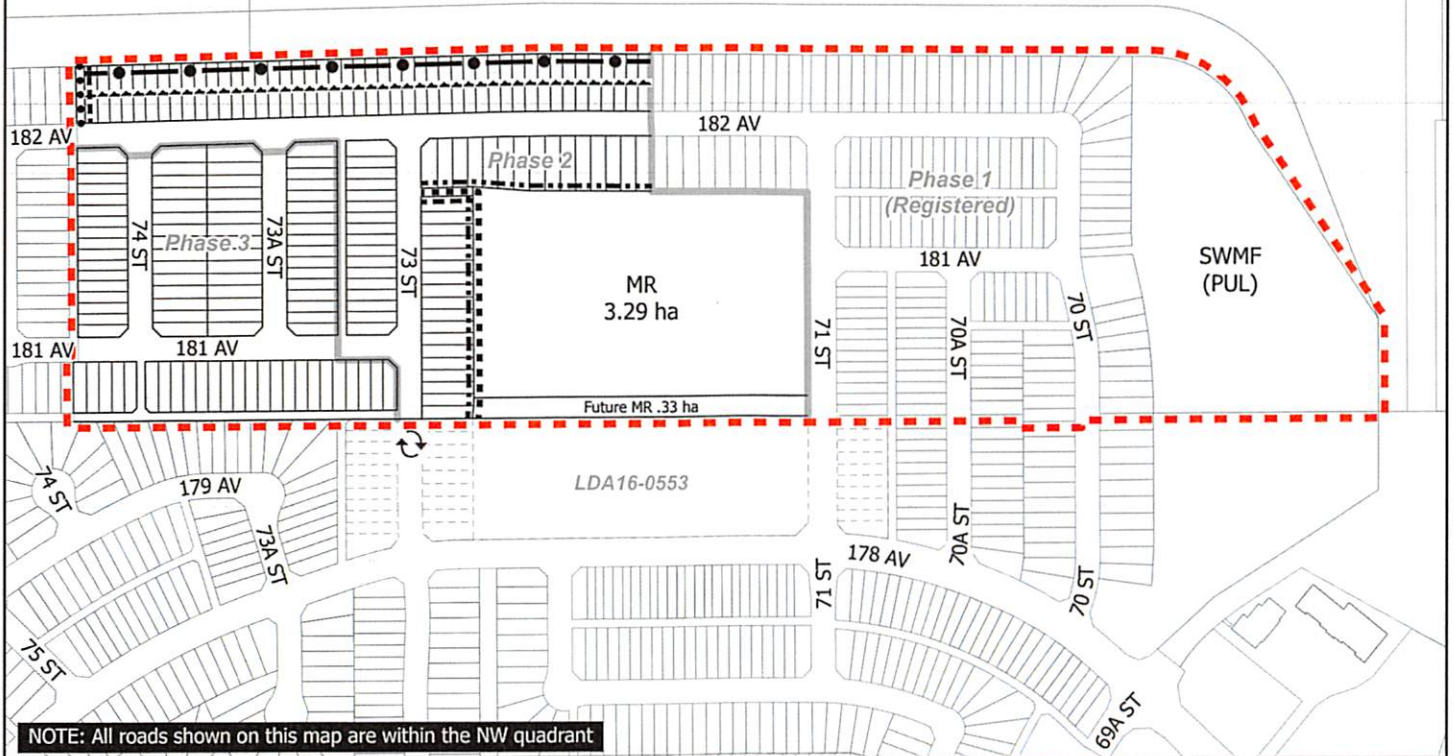 182 AV
182 AV
Phase 2
Phase 1
(Registered)
74 ST
Phase 3
73A ST
73 ST
MR
3.29 ha
181 AV
SWMF
(PUL)
71 ST
70A ST
70 ST
181 AV
181 AV
Future MR .33 ha
74 ST
179 AV
73A ST
LDA16-0553
70A ST
178 AV
71 ST
70 ST
75 ST
69A ST
NOTE: All roads shown on this map are within the NW quadrant